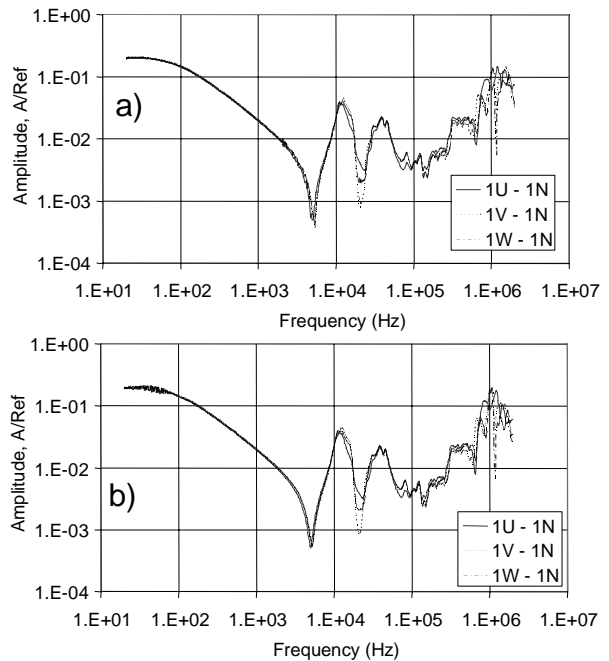 1.E+00
1.E-01
1.E-02
1.E-03
1.E-04
Amplitude, A/Ref
a)
1U - 1N
1V - 1N
1W - 1N
1.E+01 1.E+02 1.E+03 1.E+04 1.E+05 1.E+06 1.E+07
Frequency (Hz)
1.E+00
1.E-01
1.E-02
1.E-03
1.E-04
Amplitude, A/Ref
b)
1U - 1N
1V - 1N
1W - 1N
1.E+01 1.E+02 1.E+03 1.E+04 1.E+05 1.E+06 1.E+07
Frequency (Hz)